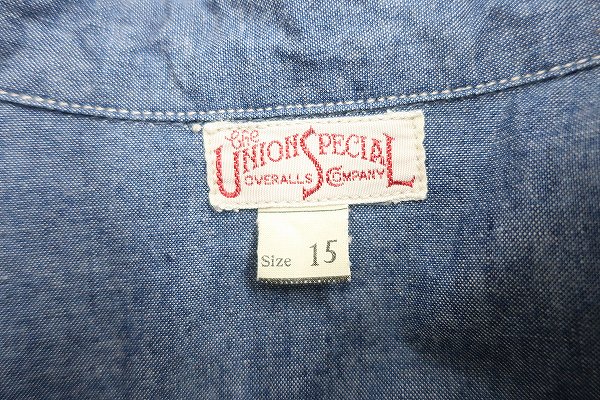 The
UNION SPECIAL
OVERALLS COMPANY
Size 15